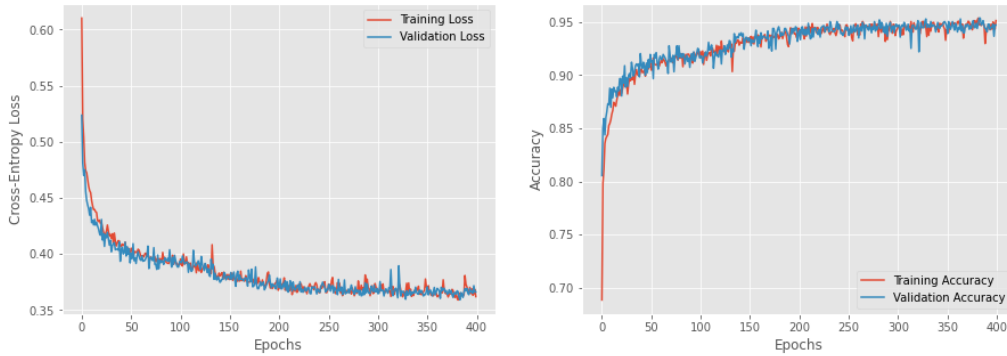 Training Loss
Validation Loss
0.60
0.55
0.50
0.45
0.40
0.35
Cross-Entropy Loss
0 50 100 150 200 250 300 350 400
Epochs
0.95
0.90
0.85
0.80
0.75
0.70
Accuracy
Training Accuracy
Validation Accuracy
0 50 100 150 200 250 300 350 400
Epochs